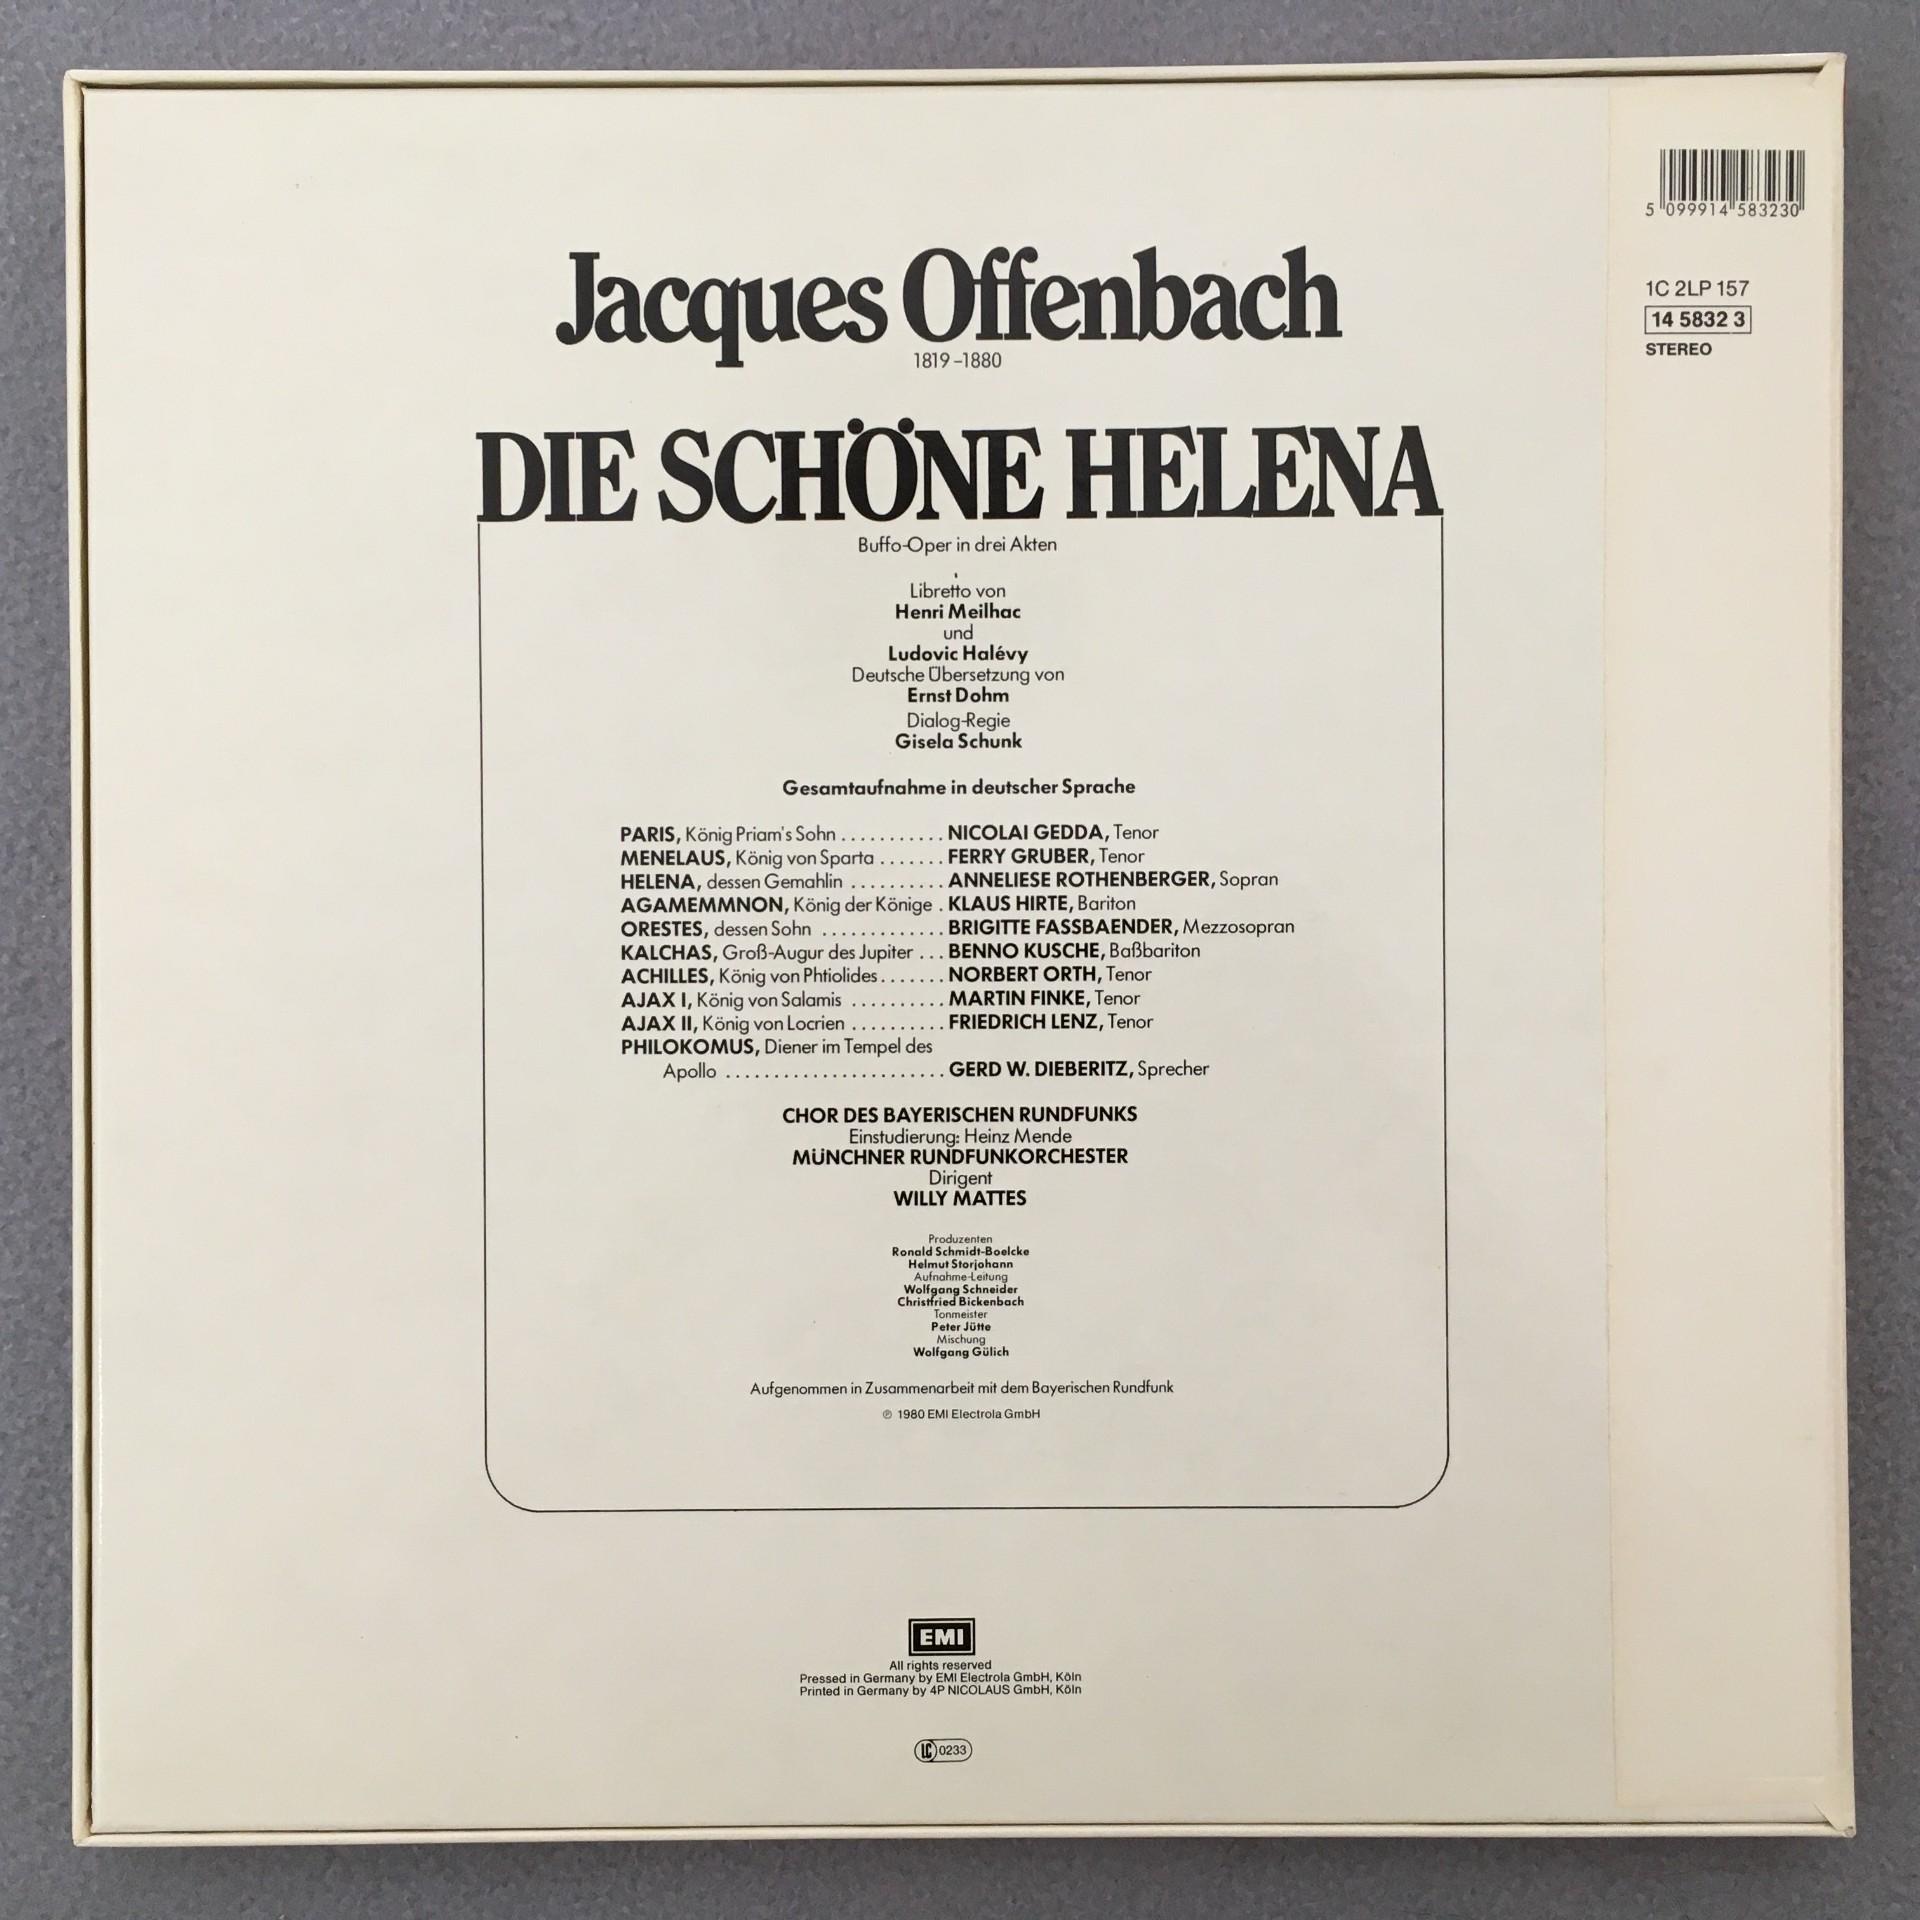 5 099914 583230
1C 2LP 157
14 5832 3
STEREO
Jacques Offenbach
1819-1880
DIE SCHÖNE HELENA
Buffo-Oper in drei Akten
Libretto von
Henri Meilhac
und
Ludovic Halévy
Deutsche Übersetzung von
Ernst Dohm
Dialog-Regie
Gisela Schunk
Gesamtaufnahme in deutscher Sprache
PARIS, König Priam's Sohn ........... NICOLAI GEDDA, Tenor
MENELAUS, König von Sparta ....... FERRY GRUBER, Tenor
HELENA, dessen Gemahlin .......... ANNELIESE ROTHENBERGER, Sopran
AGAMEMMNON, König der Könige . KLAUS HIRTE, Bariton
ORESTES, dessen Sohn ............. BRIGITTE FASSBAENDER, Mezzosopran
KALCHAS, Groß-Augur des Jupiter ... BENNO KUSCHE, Baßbariton
ACHILLES, König von Phtiolides ....... NORBERT ORTH, Tenor
AJAX I, König von Salamis .......... MARTIN FINKE, Tenor
AJAX II, König von Locrien .......... FRIEDRICH LENZ, Tenor
PHILOKOMUS, Diener im Tempel des
Apollo ....................... GERD W. DIEBERITZ, Sprecher
CHOR DES BAYERISCHEN RUNDFUNKS
Einstudierung: Heinz Mende
MÜNCHNER RUNDFUNKORCHESTER
Dirigent
WILLY MATTES
Produzenten
Ronald Schmidt-Boelcke
Helmut Storjohann
Aufnahme-Leitung
Wolfgang Schneider
Christfried Bickenbach
Tonmeister
Peter Jütte
Mischung
Wolfgang Gülich
Aufgenommen in Zusammenarbeit mit dem Bayerischen Rundfunk
℗ 1980 EMI Electrola GmbH
EMI
All rights reserved
Pressed in Germany by EMI Electrola GmbH, Köln
Printed in Germany by 4P NICOLAUS GmbH, Köln
LC 0233